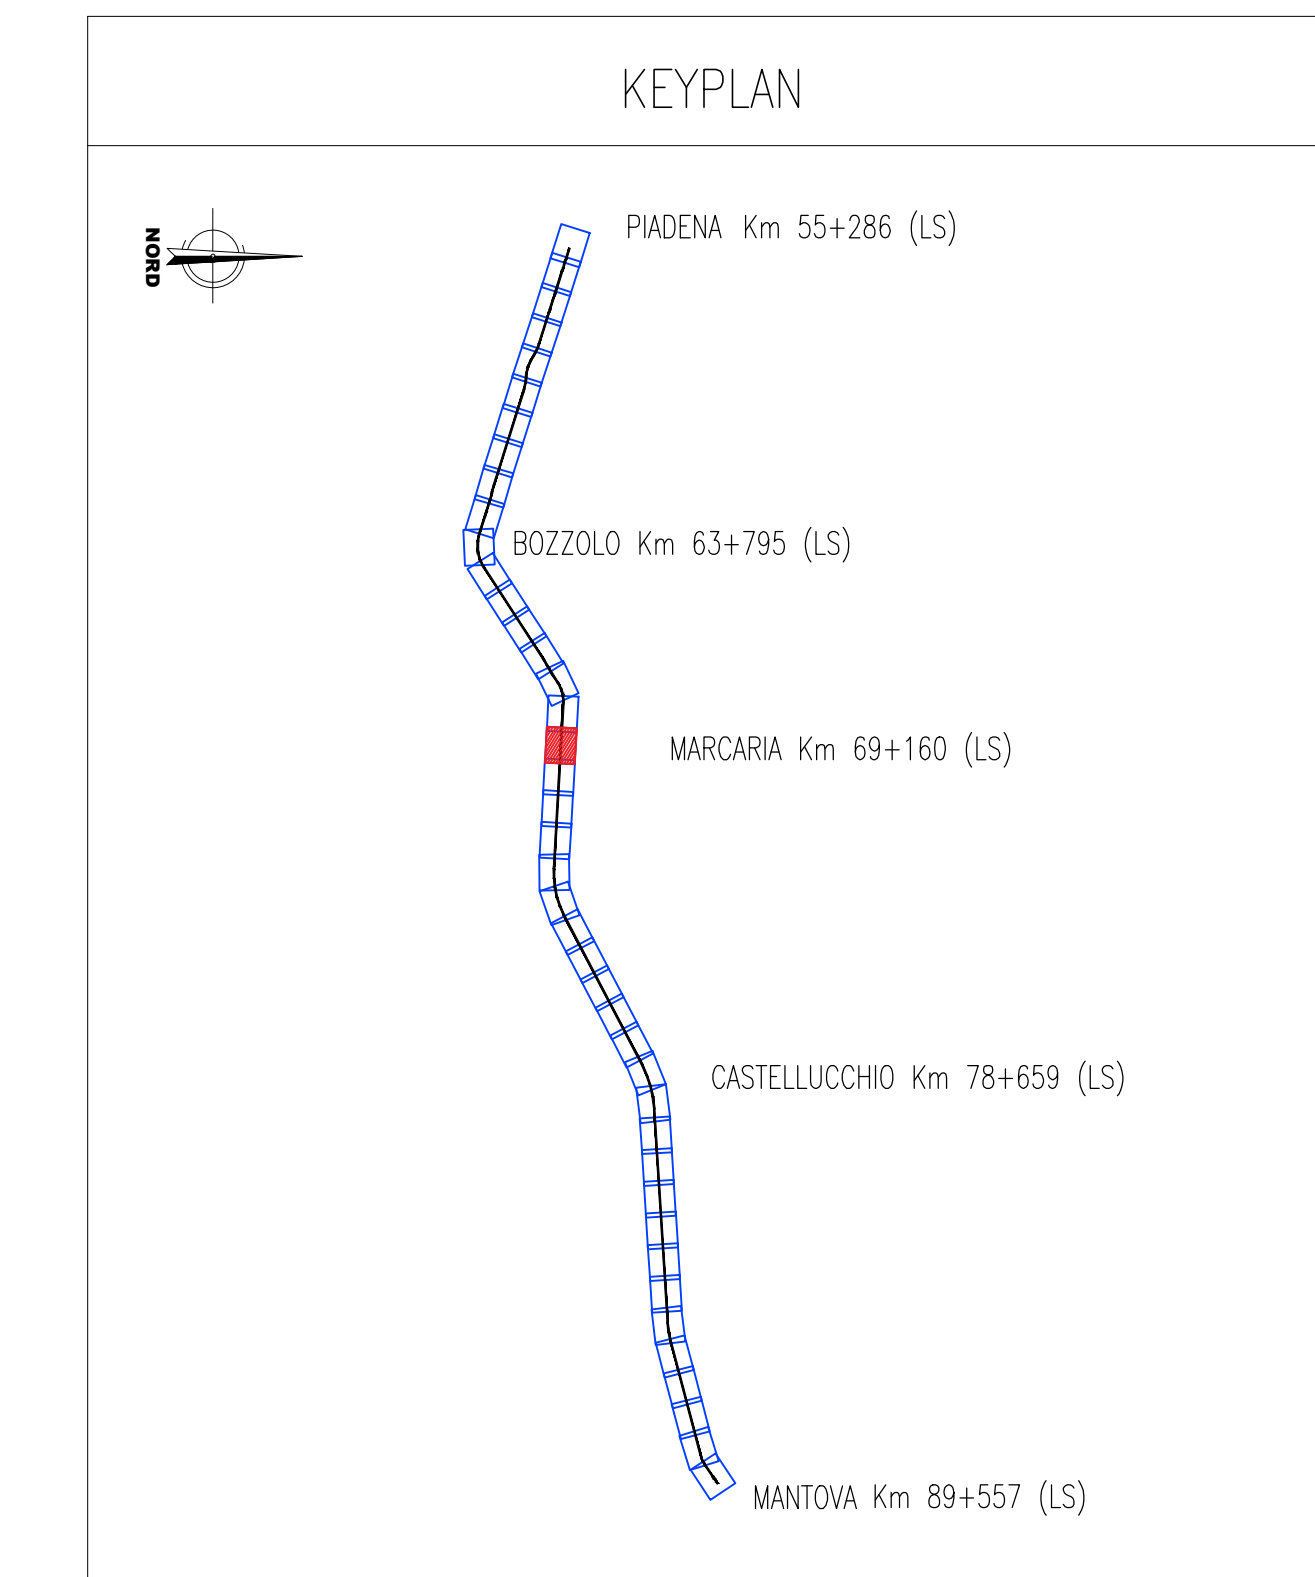 KEYPLAN
NORD
PIADENA Km 55+286 (LS)
BOZZOLO Km 63+795 (LS)
MARCARIA Km 69+160 (LS)
CASTELLUCCHIO Km 78+659 (LS)
MANTOVA Km 89+557 (LS)